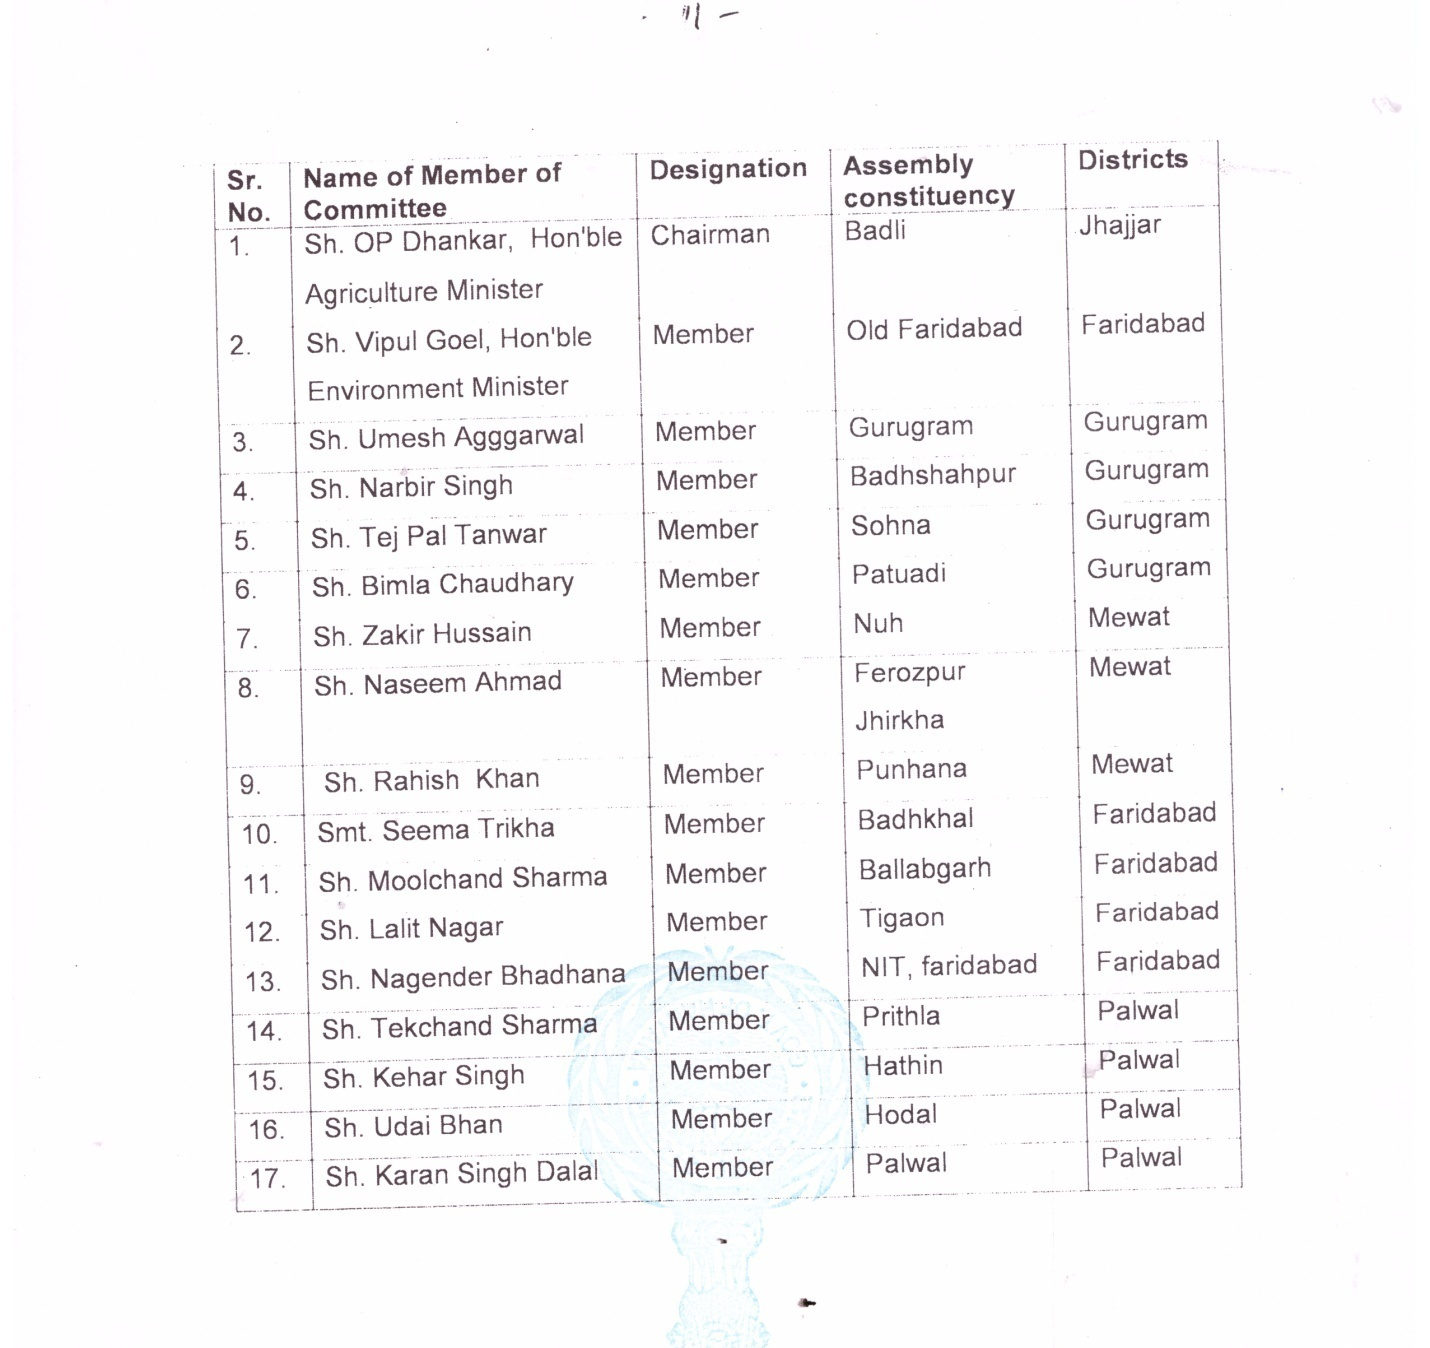 Sr. No. Name of Member of Committee Designation Assembly constituency Districts
1. Sh. OP Dhankar, Hon'ble Agriculture Minister Chairman Badli Jhajjar
2. Sh. Vipul Goel, Hon'ble Environment Minister Member Old Faridabad Faridabad
3. Sh. Umesh Agggarwal Member Gurugram Gurugram
4. Sh. Narbir Singh Member Badhshahpur Gurugram
5. Sh. Tej Pal Tanwar Member Sohna Gurugram
6. Sh. Bimla Chaudhary Member Patuadi Gurugram
7. Sh. Zakir Hussain Member Nuh Mewat
8. Sh. Naseem Ahmad Member Ferozpur Jhirkha Mewat
9. Sh. Rahish Khan Member Punhana Mewat
10. Smt. Seema Trikha Member Badhkhal Faridabad
11. Sh. Moolchand Sharma Member Ballabgarh Faridabad
12. Sh. Lalit Nagar Member Tigaon Faridabad
13. Sh. Nagender Bhadhana Member NIT, faridabad Faridabad
14. Sh. Tekchand Sharma Member Prithla Palwal
15. Sh. Kehar Singh Member Hathin Palwal
16. Sh. Udai Bhan Member Hodal Palwal
17. Sh. Karan Singh Dalal Member Palwal Palwal